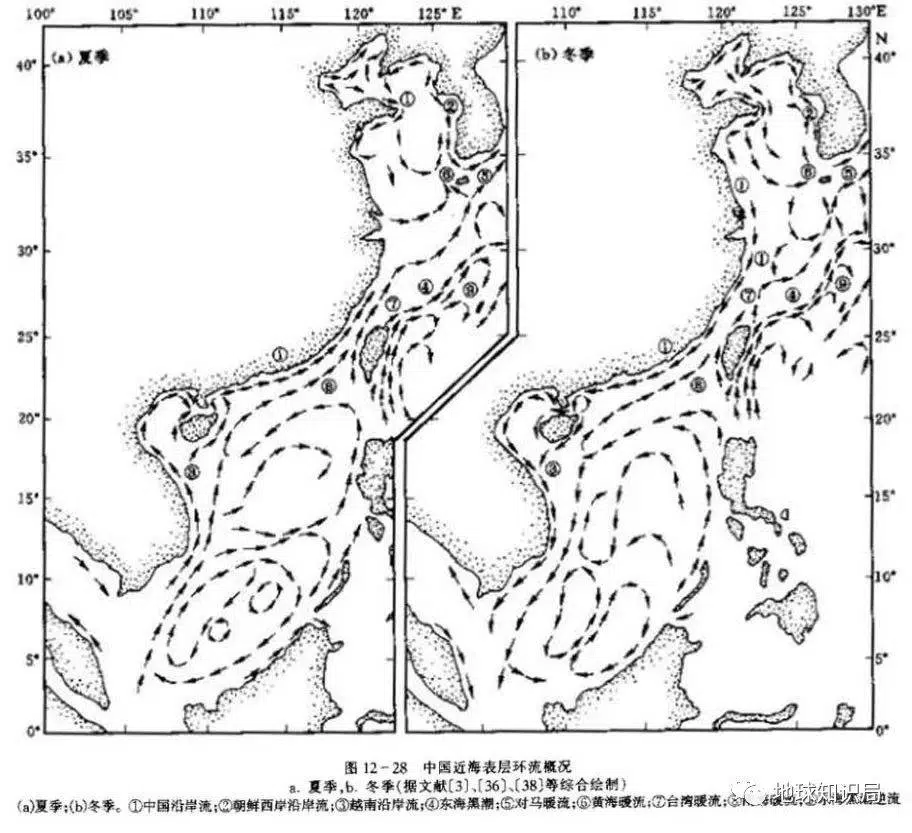 100° 105° 110° 115° 120° 125°E
110° 115° 120° 125° 130°E
(a) 夏季
(b) 冬季
N
40° 35° 30° 25° 20° 15° 10° 5° 0°
40° 35° 30° 25° 20° 15° 10° 5° 0°
① ② ⑥ ⑤ ④ ⑦ ① ⑧ ③
② ⑥ ⑤ ① ① ⑨ ⑦ ④ ① ⑧
图 12-28 中国近海表层环流概况
a. 夏季,b. 冬季(据文献[3]、[36]、[38]等综合绘制)
(a)夏季;(b)冬季。①中国沿岸流;②朝鲜西岸沿岸流;③越南沿岸流;④东海黑潮;⑤对马暖流;⑥黄海暖流;⑦台湾暖流;
地球知识局